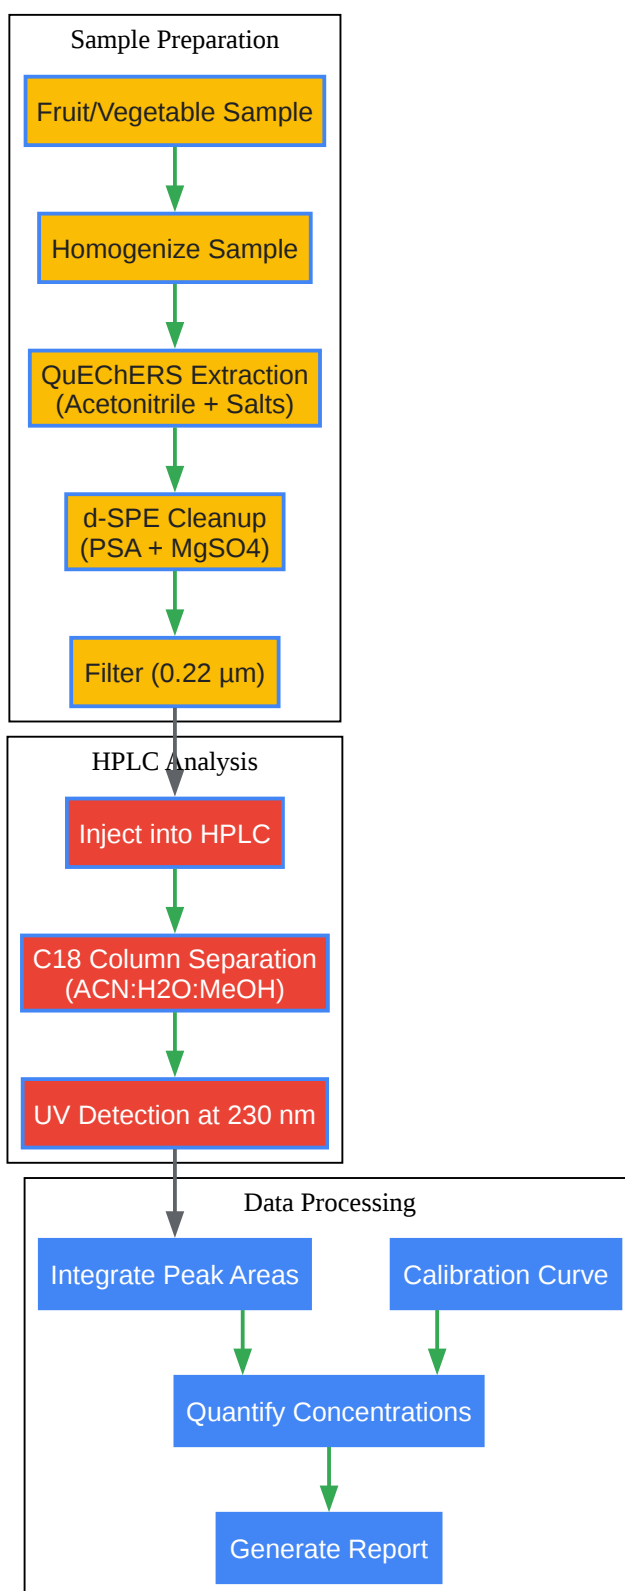 Sample Preparation
Fruit/Vegetable Sample
Homogenize Sample
QuEChERS Extraction
(Acetonitrile + Salts)
d-SPE Cleanup
(PSA + MgSO4)
Filter (0.22 µm)
HPLC Analysis
Inject into HPLC
C18 Column Separation
(ACN:H2O:MeOH)
UV Detection at 230 nm
Data Processing
Integrate Peak Areas
Calibration Curve
Quantify Concentrations
Generate Report